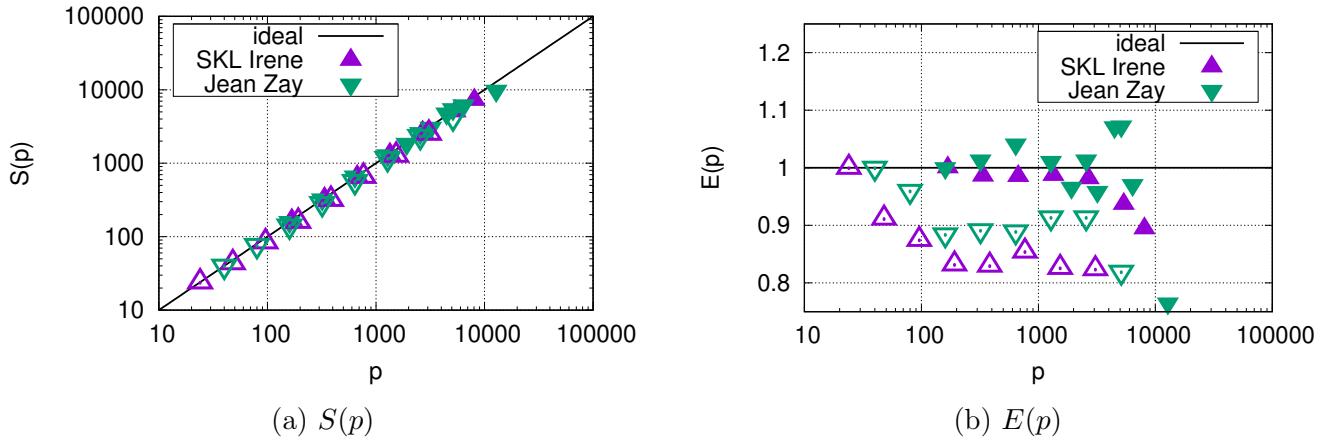 100000
10000
1000
100
10
S(p)
ideal
SKL Irene
Jean Zay
10 100 1000 10000 100000
p
(a) S(p)
1.2
1.1
1
0.9
0.8
E(p)
ideal
SKL Irene
Jean Zay
10 100 1000 10000 100000
p
(b) E(p)